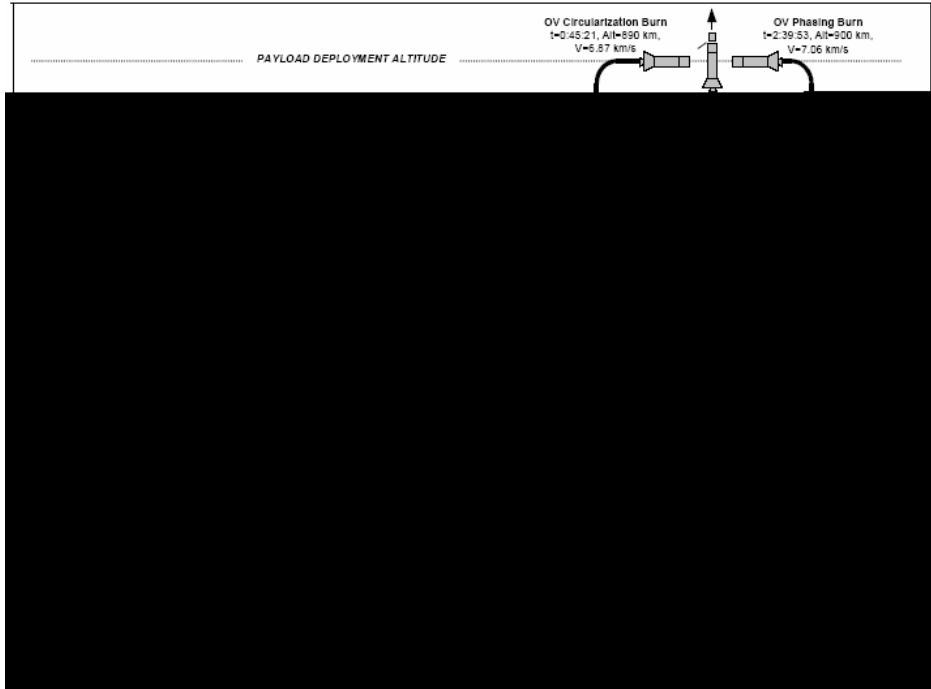 OV Circularization Burn
t=0:45:21, Alt=890 km,
V=6.87 km/s
OV Phasing Burn
t=2:39:53, Alt=900 km,
V=7.06 km/s
PAYLOAD DEPLOYMENT ALTITUDE